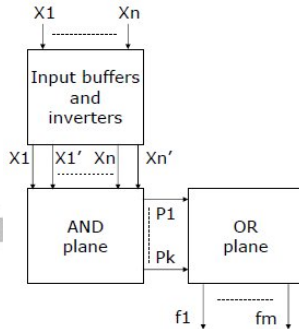 X1 Xn
Input buffers
and
inverters
X1 X1' Xn Xn'
AND
plane
P1
Pk
OR
plane
f1 fm